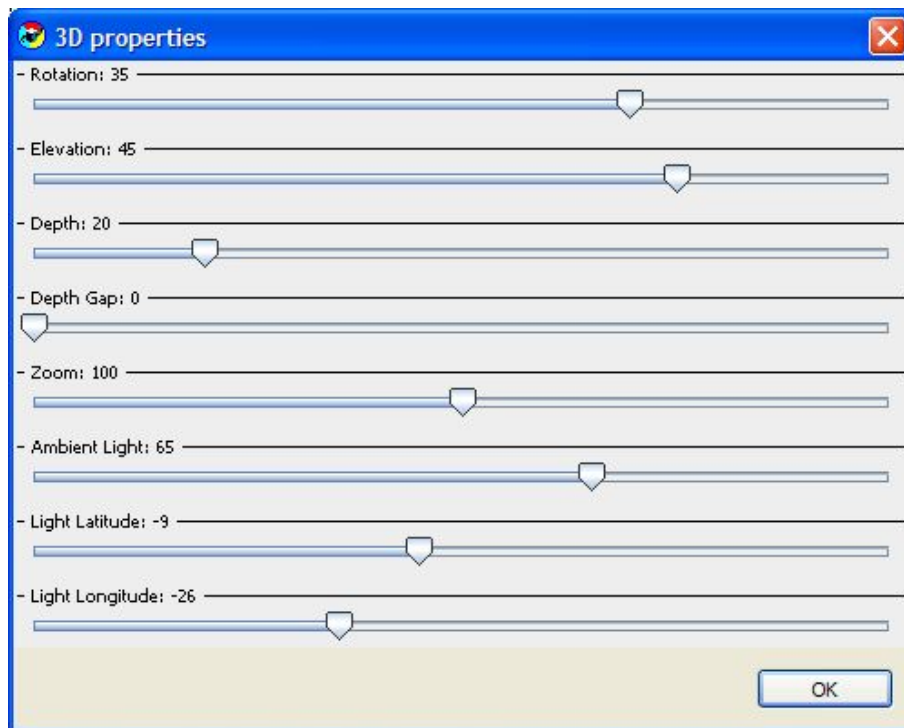 3D properties
Rotation: 35
Elevation: 45
Depth: 20
Depth Gap: 0
Zoom: 100
Ambient Light: 65
Light Latitude: -9
Light Longitude: -26
OK